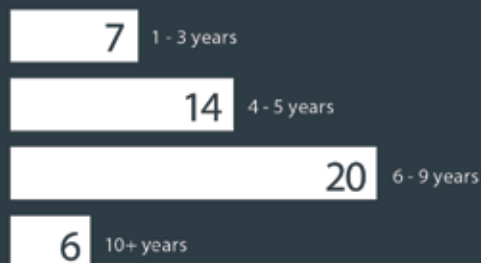 7 1 - 3 years
14 4 - 5 years
20 6 - 9 years
6 10+ years